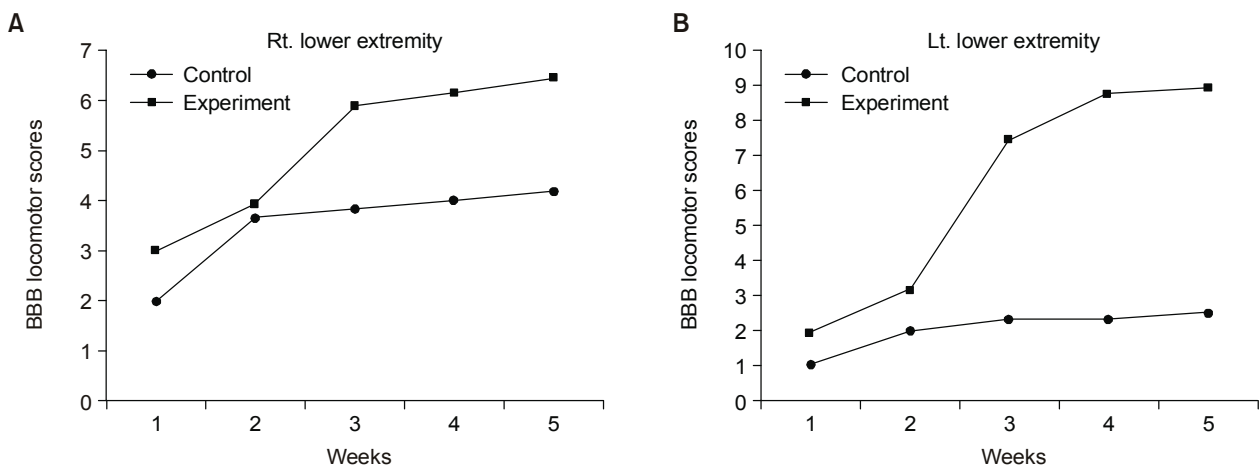 A
Rt. lower extremity
7
6
5
4
3
2
1
0
BBB locomotor scores
Control
Experiment
1 2 3 4 5
Weeks
B
Lt. lower extremity
10
9
8
7
6
5
4
3
2
1
0
BBB locomotor scores
Control
Experiment
1 2 3 4 5
Weeks